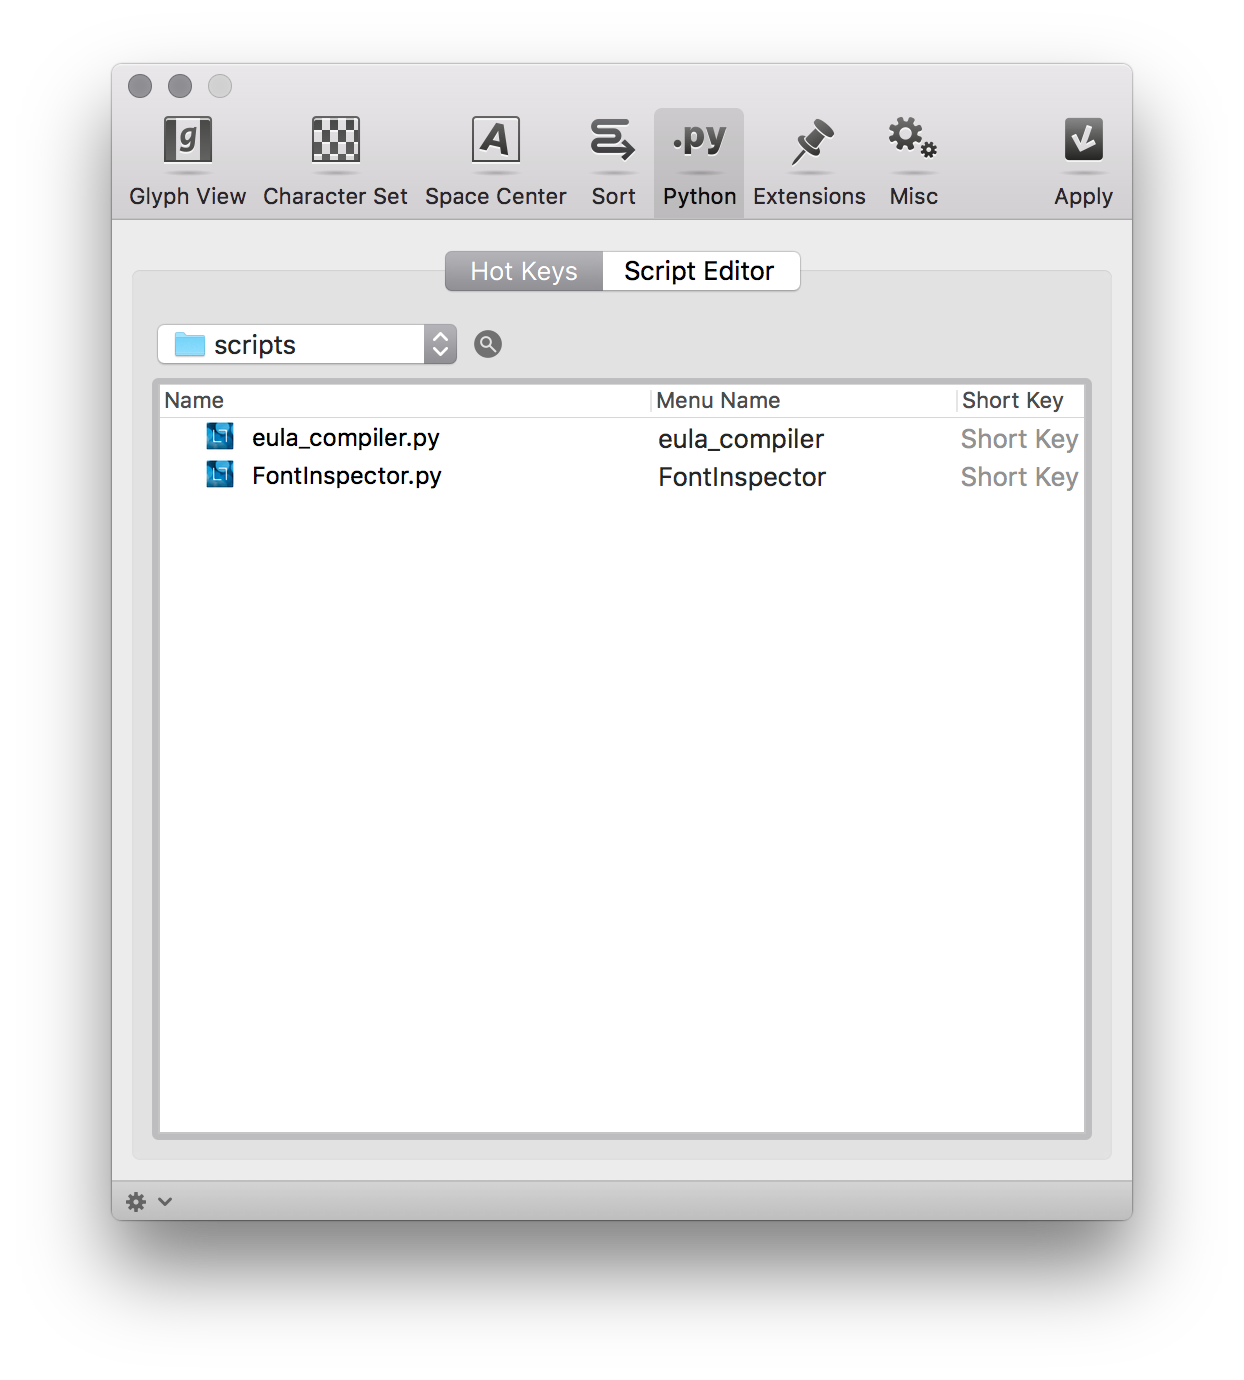 Glyph View Character Set Space Center Sort .py Python Extensions Misc Apply
Hot Keys Script Editor
scripts
Name Menu Name Short Key
eula_compiler.py eula_compiler Short Key
FontInspector.py FontInspector Short Key